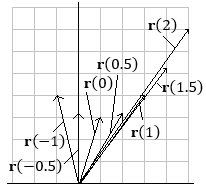 r(2)
r(0.5)
r(0)
r(1.5)
r(-1)
r(1)
r(-0.5)